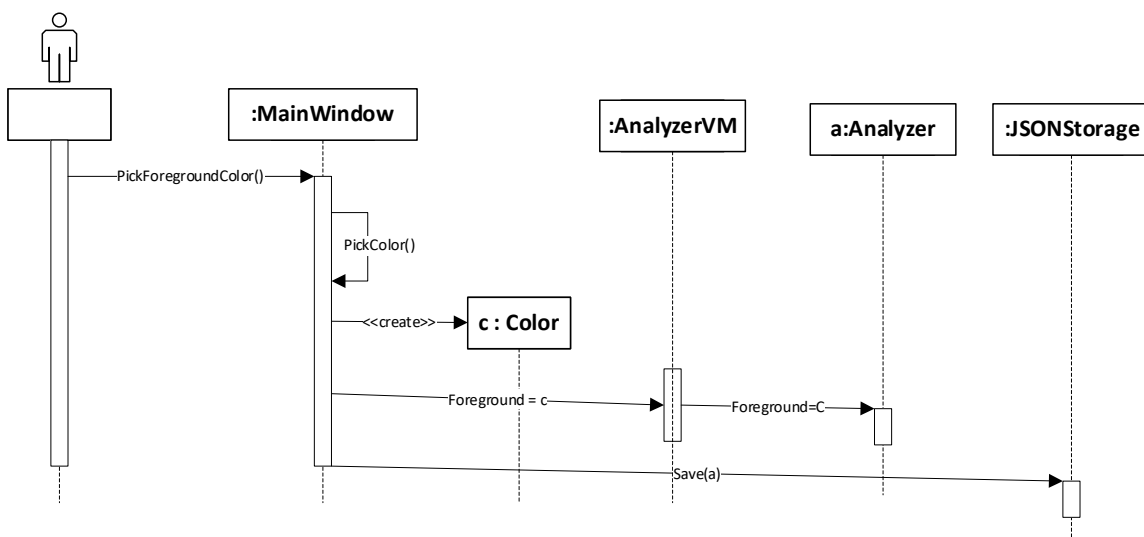 :MainWindow
:AnalyzerVM
a:Analyzer
:JSONStorage
PickForegroundColor()
PickColor()
<<create>>
c : Color
Foreground = c
Foreground=C
Save(a)